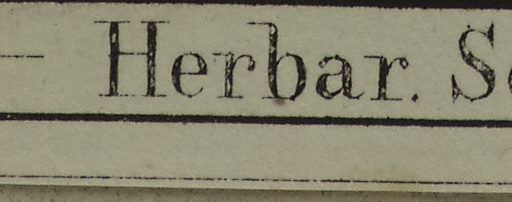 — Herbar.